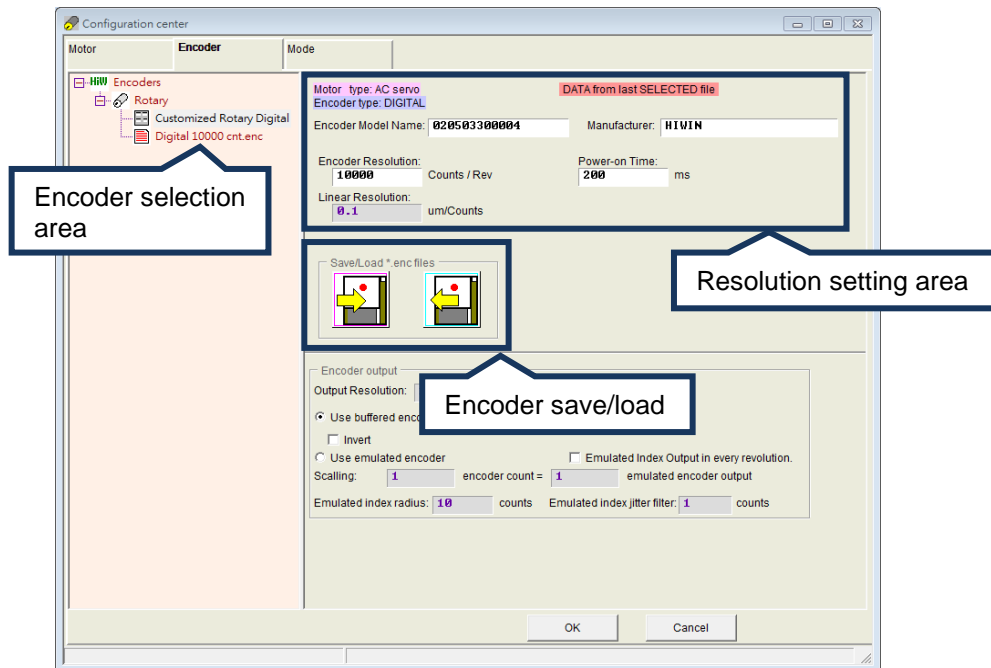 Configuration center
Motor Encoder Mode
HiW Encoders
Rotary
Customized Rotary Digital
Digital 10000 cnt.enc
Encoder selection
area
Motor type: AC servo DATA from last SELECTED file
Encoder type: DIGITAL
Encoder Model Name: 020503300004 Manufacturer: HIWIN
Encoder Resolution: Power-on Time:
10000 Counts / Rev 200 ms
Linear Resolution:
0.1 um/Counts
Resolution setting area
Save/Load *.enc files
Encoder save/load
Encoder output
Output Resolution:
Use buffered
Invert
Use emulated encoder Emulated Index Output in every revolution.
Scalling: 1 encoder count = 1 emulated encoder output
Emulated index radius: 10 counts Emulated index jitter filter: 1 counts
OK Cancel